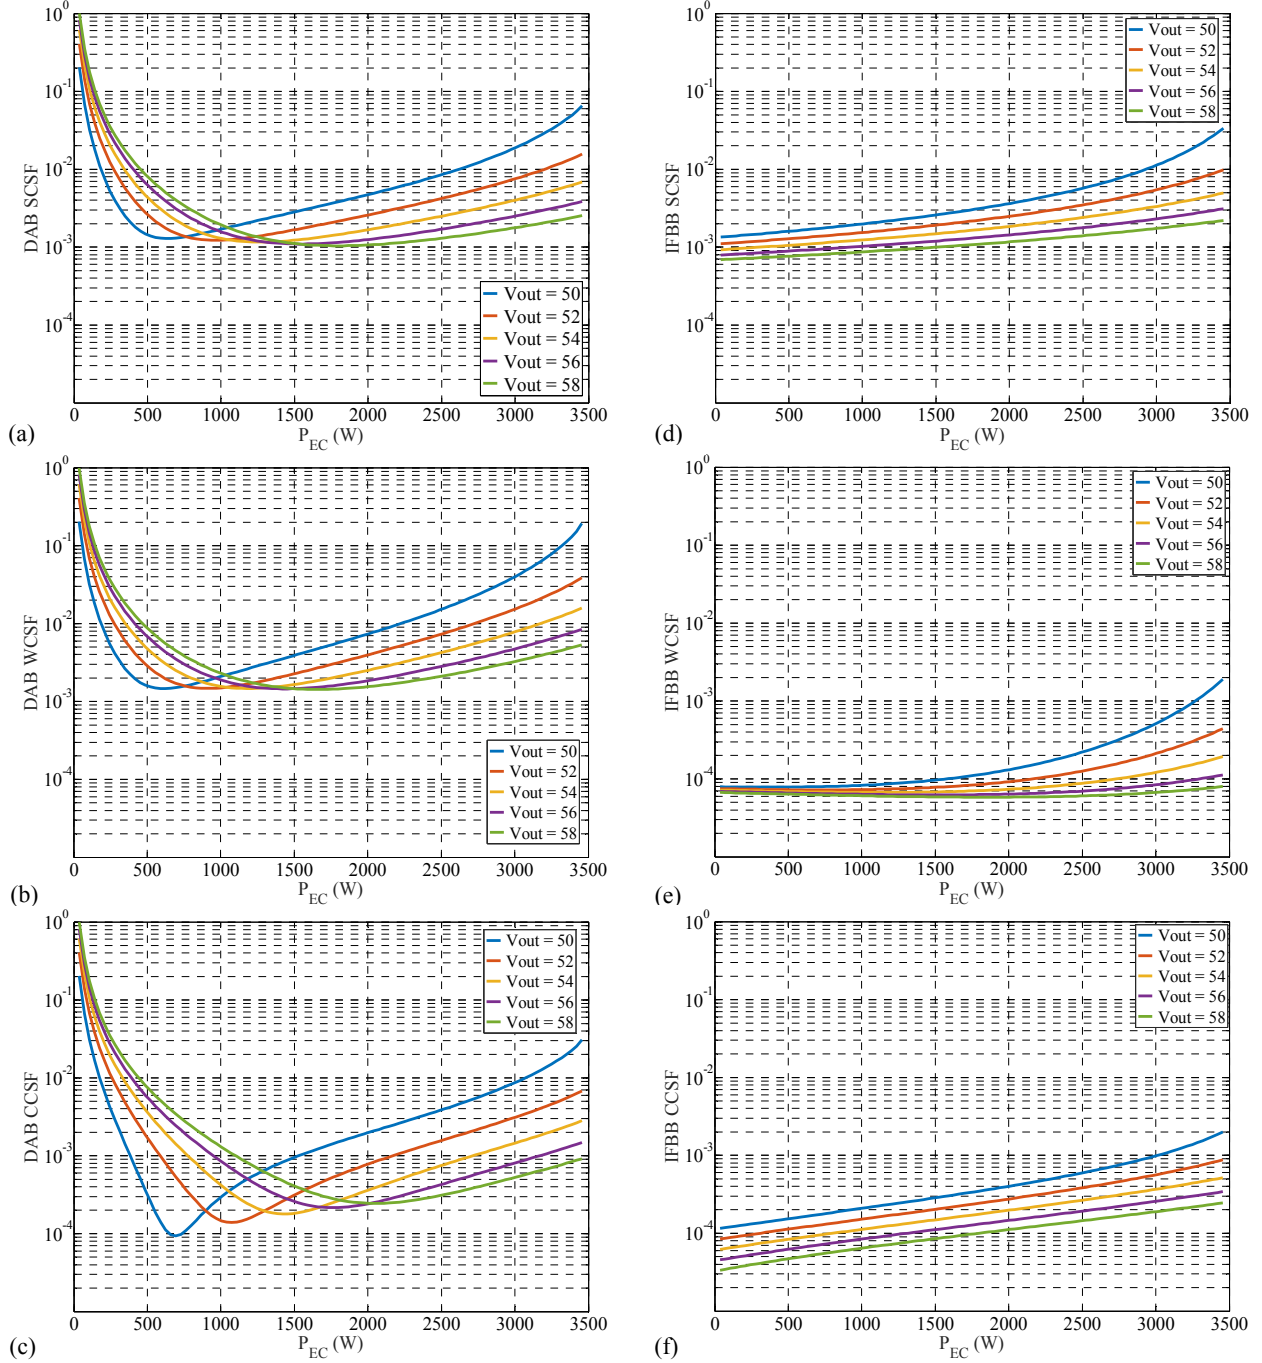 10^0
10^-1
10^-2
10^-3
10^-4
DAB SCSF
Vout = 50
Vout = 52
Vout = 54
Vout = 56
Vout = 58
0 500 1000 1500 2000 2500 3000 3500
P_EC (W)
(a)
10^0
10^-1
10^-2
10^-3
10^-4
IFBB SCSF
Vout = 50
Vout = 52
Vout = 54
Vout = 56
Vout = 58
0 500 1000 1500 2000 2500 3000 3500
P_EC (W)
(d)
10^0
10^-1
10^-2
10^-3
10^-4
DAB WCSF
Vout = 50
Vout = 52
Vout = 54
Vout = 56
Vout = 58
0 500 1000 1500 2000 2500 3000 3500
P_EC (W)
(b)
10^0
10^-1
10^-2
10^-3
10^-4
IFBB WCSF
Vout = 50
Vout = 52
Vout = 54
Vout = 56
Vout = 58
0 500 1000 1500 2000 2500 3000 3500
P_EC (W)
(e)
10^0
10^-1
10^-2
10^-3
10^-4
DAB CCSF
Vout = 50
Vout = 52
Vout = 54
Vout = 56
Vout = 58
0 500 1000 1500 2000 2500 3000 3500
P_EC (W)
(c)
10^0
10^-1
10^-2
10^-3
10^-4
IFBB CCSF
Vout = 50
Vout = 52
Vout = 54
Vout = 56
Vout = 58
0 500 1000 1500 2000 2500 3000 3500
P_EC (W)
(f)